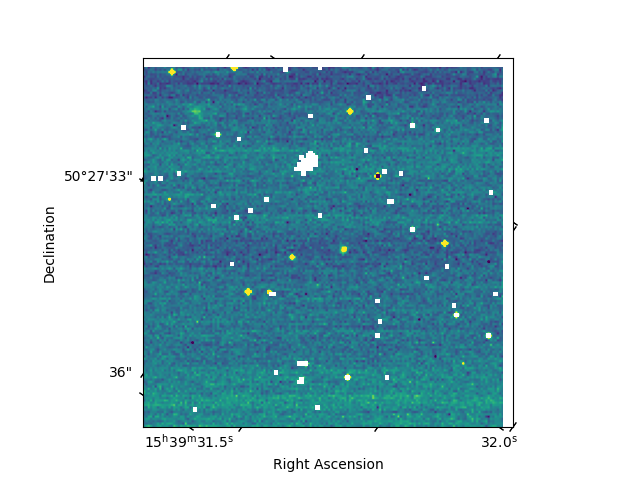 50°27'33"
Declination
36"
15ʰ39ᵐ31.5ˢ
32.0ˢ
Right Ascension